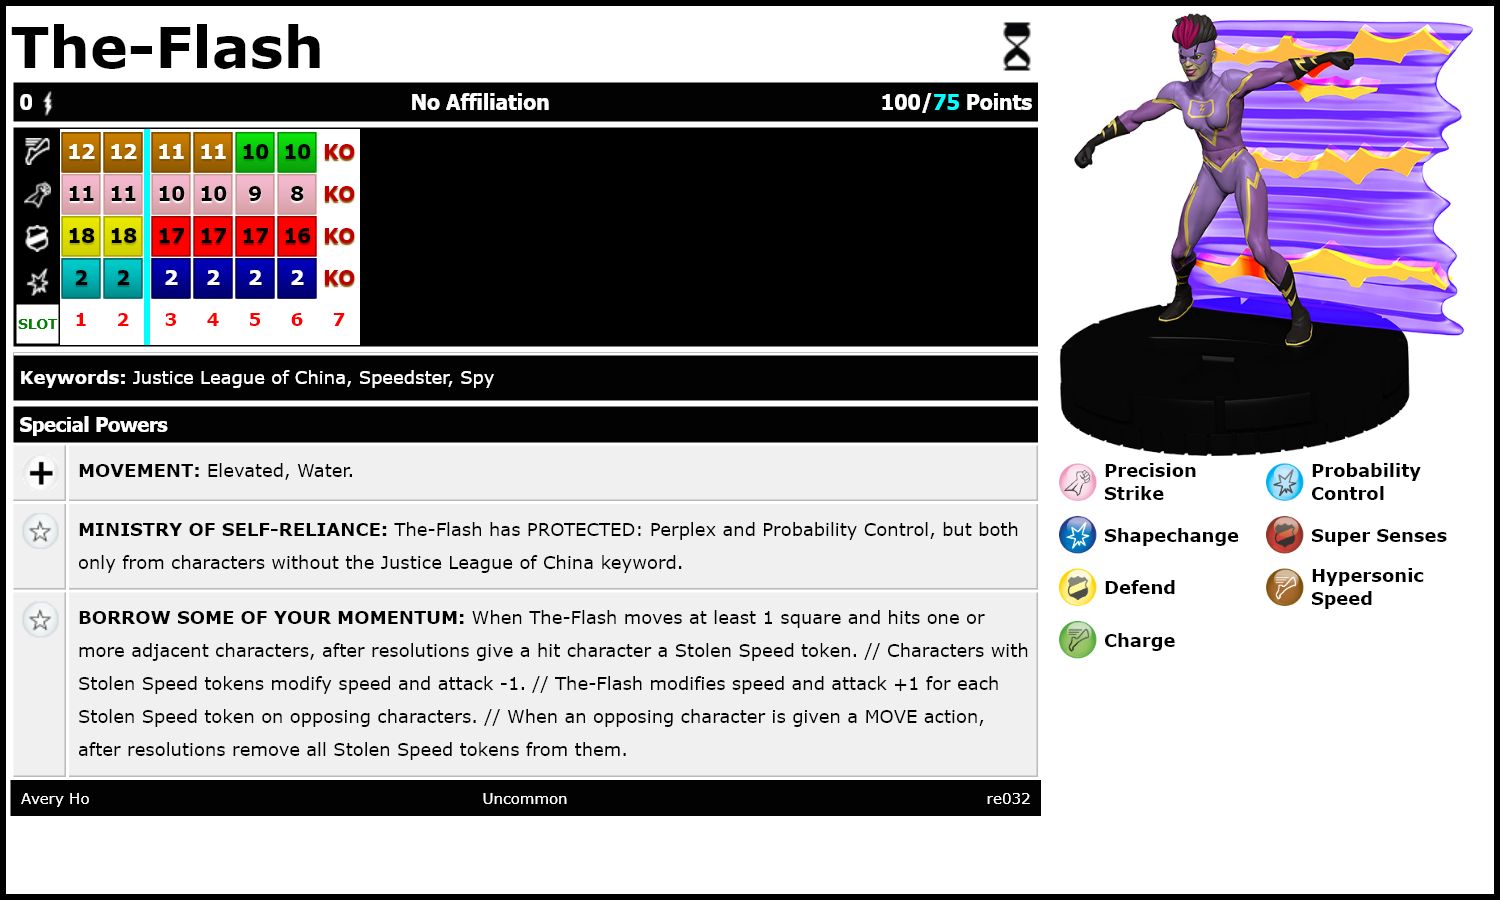 The-Flash
0 No Affiliation 100/75 Points
12 12 11 11 10 10 KO
11 11 10 10 9 8 KO
18 18 17 17 17 16 KO
2 2 2 2 2 2 KO
SLOT 1 2 3 4 5 6 7
Keywords: Justice League of China, Speedster, Spy
Special Powers
MOVEMENT: Elevated, Water.
MINISTRY OF SELF-RELIANCE: The-Flash has PROTECTED: Perplex and Probability Control, but both
only from characters without the Justice League of China keyword.
BORROW SOME OF YOUR MOMENTUM: When The-Flash moves at least 1 square and hits one or
more adjacent characters, after resolutions give a hit character a Stolen Speed token. // Characters with
Stolen Speed tokens modify speed and attack -1. // The-Flash modifies speed and attack +1 for each
Stolen Speed token on opposing characters. // When an opposing character is given a MOVE action,
after resolutions remove all Stolen Speed tokens from them.
Avery Ho Uncommon re032
Precision
Strike
Probability
Control
Shapechange
Super Senses
Defend
Hypersonic
Speed
Charge